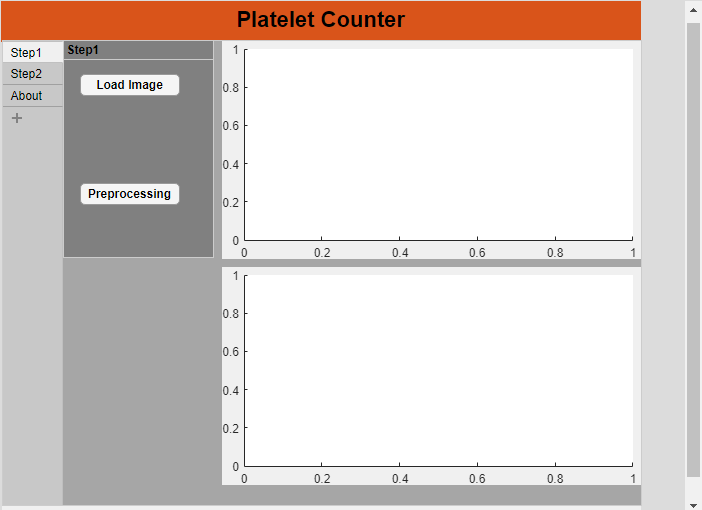 Platelet Counter
Step1
Step2
About
+
Step1
Load Image
Preprocessing
1
0.8
0.6
0.4
0.2
0
0 0.2 0.4 0.6 0.8 1
1
0.8
0.6
0.4
0.2
0
0 0.2 0.4 0.6 0.8 1